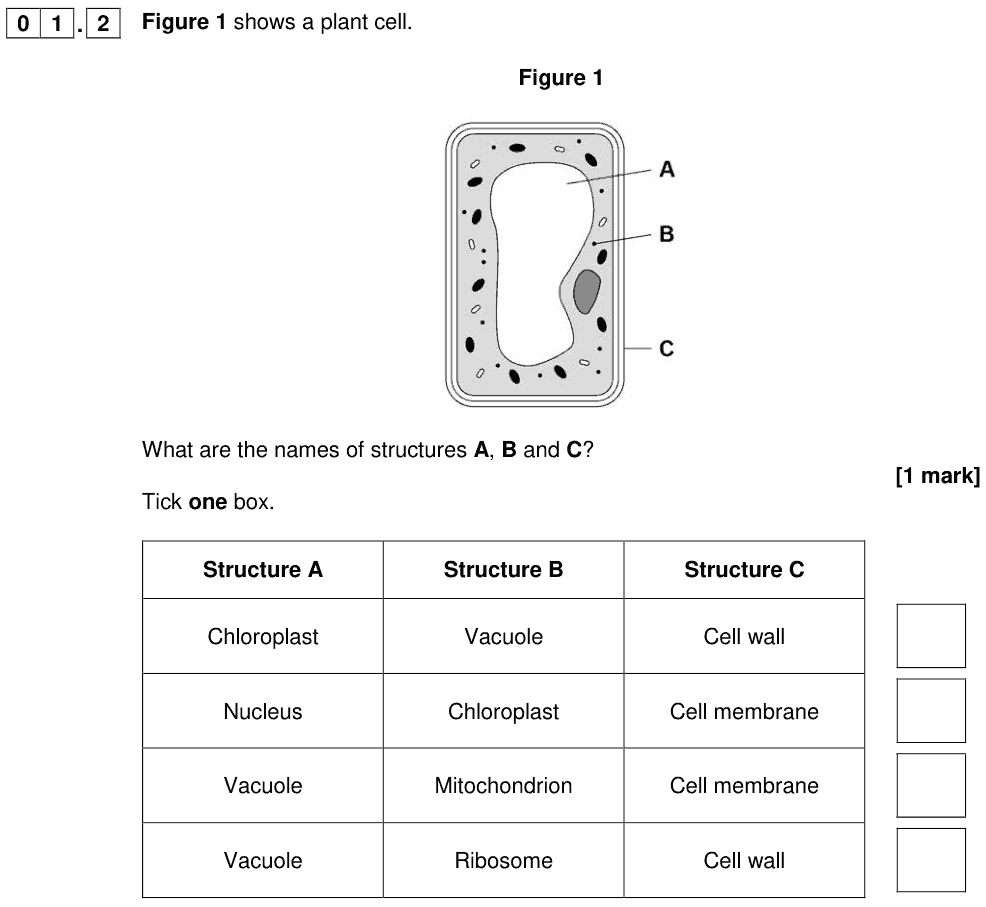 0 1 . 2 Figure 1 shows a plant cell.
Figure 1
A
B
C
What are the names of structures A, B and C?
[1 mark]
Tick one box.
Structure A Structure B Structure C
Chloroplast Vacuole Cell wall
Nucleus Chloroplast Cell membrane
Vacuole Mitochondrion Cell membrane
Vacuole Ribosome Cell wall